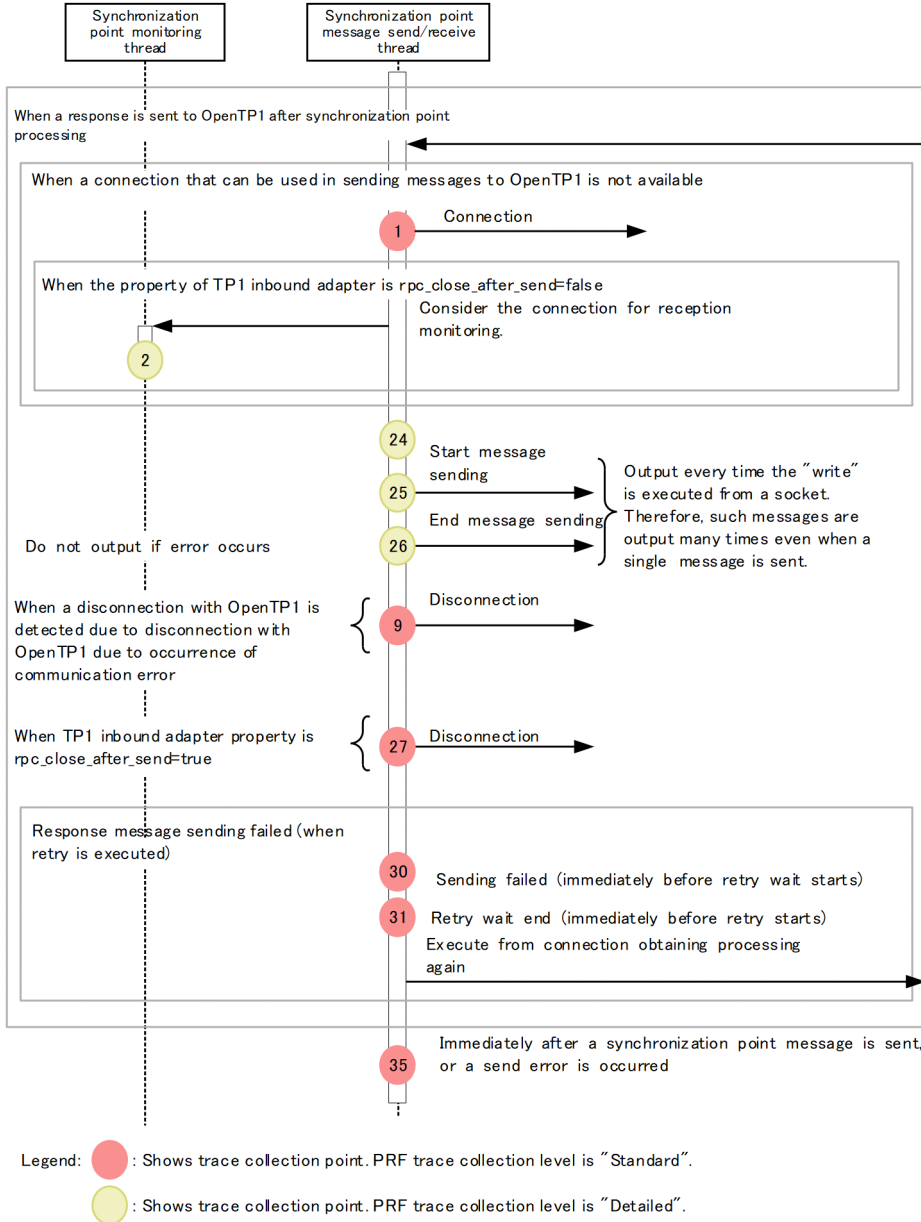 Synchronization
point monitoring
thread
Synchronization point
message send/receive
thread
When a response is sent to OpenTP1 after synchronization point
processing
When a connection that can be used in sending messages to OpenTP1 is not available
Connection
1
When the property of TP1 inbound adapter is rpc_close_after_send=false
Consider the connection for reception
monitoring.
2
24
Start message
sending
25
End message sending
26
Output every time the "write"
is executed from a socket.
Therefore, such messages are
output many times even when a
single message is sent.
Do not output if error occurs
When a disconnection with OpenTP1 is
detected due to disconnection with
OpenTP1 due to occurrence of
communication error
9
Disconnection
When TP1 inbound adapter property is
rpc_close_after_send=true
27
Disconnection
Response message sending failed (when
retry is executed)
30
Sending failed (immediately before retry wait starts)
31
Retry wait end (immediately before retry starts)
Execute from connection obtaining processing
again
35
Immediately after a synchronization point message is sent,
or a send error is occurred
Legend:
: Shows trace collection point. PRF trace collection level is "Standard".
: Shows trace collection point. PRF trace collection level is "Detailed".